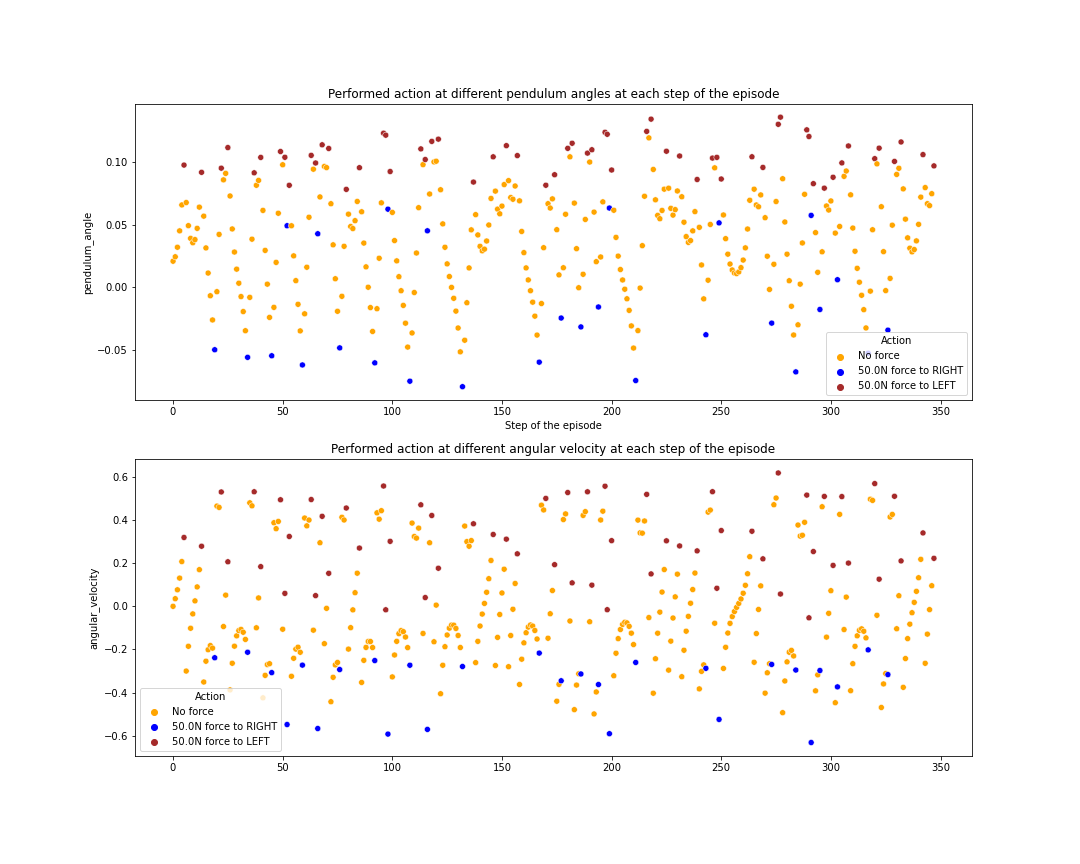 Performed action at different pendulum angles at each step of the episode
pendulum_angle
0.10
0.05
0.00
−0.05
Action
No force
50.0N force to RIGHT
50.0N force to LEFT
0 50 100 150 200 250 300 350
Step of the episode
Performed action at different angular velocity at each step of the episode
angular_velocity
0.6
0.4
0.2
0.0
−0.2
−0.4
−0.6
Action
No force
50.0N force to RIGHT
50.0N force to LEFT
0 50 100 150 200 250 300 350